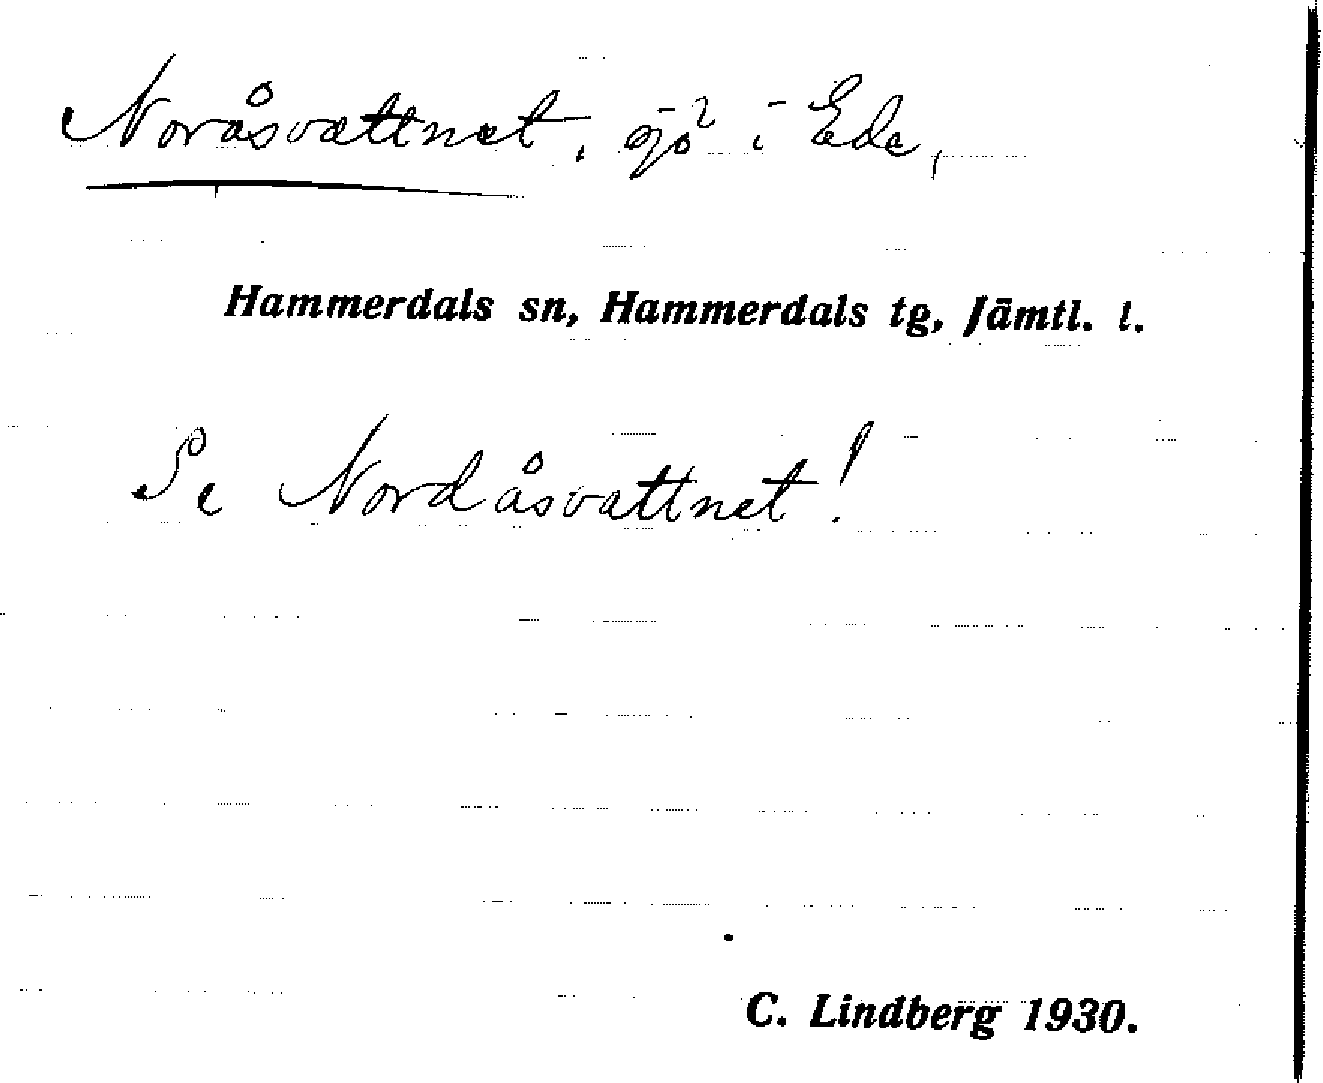 Noråsvattnet, sjö i Ede,
Hammerdals sn, Hammerdals tg, Jämtl. l.
Se Nordåsvattnet!
C. Lindberg 1930.